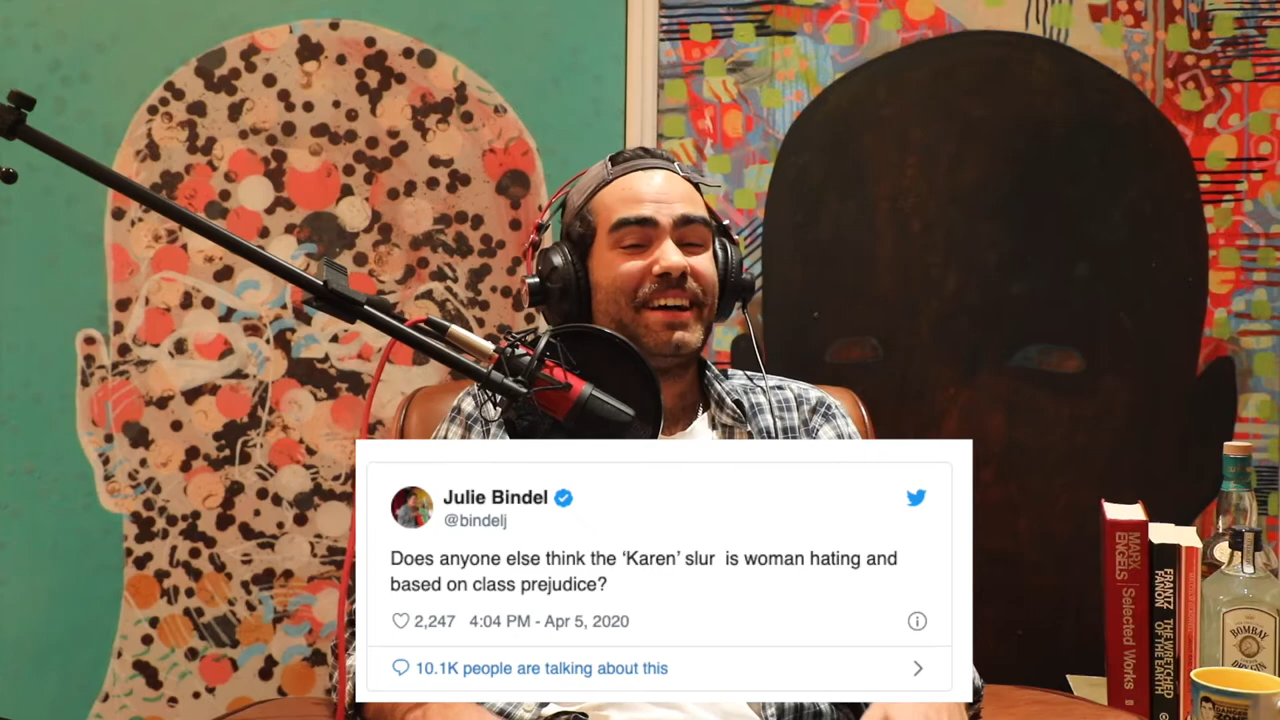 Julie Bindel
@bindelj
Does anyone else think the ‘Karen’ slur  is woman hating and
based on class prejudice?
2,247 4:04 PM - Apr 5, 2020
10.1K people are talking about this
MARX
ENGELS
Selected Works
FRANTZ
FANON
THE WRETCHED
OF THE EARTH
BOMBAY
DRY GIN